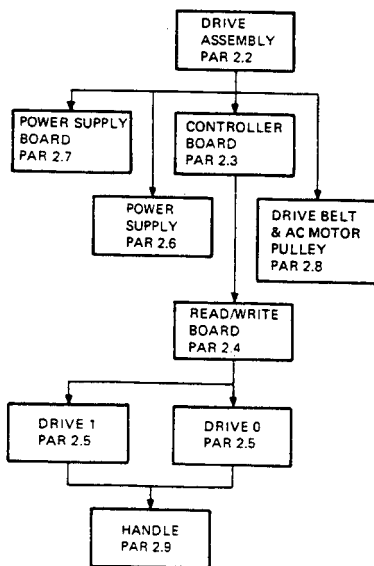 DRIVE
ASSEMBLY
PAR 2.2
POWER SUPPLY
BOARD
PAR 2.7
CONTROLLER
BOARD
PAR 2.3
POWER
SUPPLY
PAR 2.6
DRIVE BELT
& AC MOTOR
PULLEY
PAR 2.8
READ/WRITE
BOARD
PAR 2.4
DRIVE 1
PAR 2.5
DRIVE 0
PAR 2.5
HANDLE
PAR 2.9